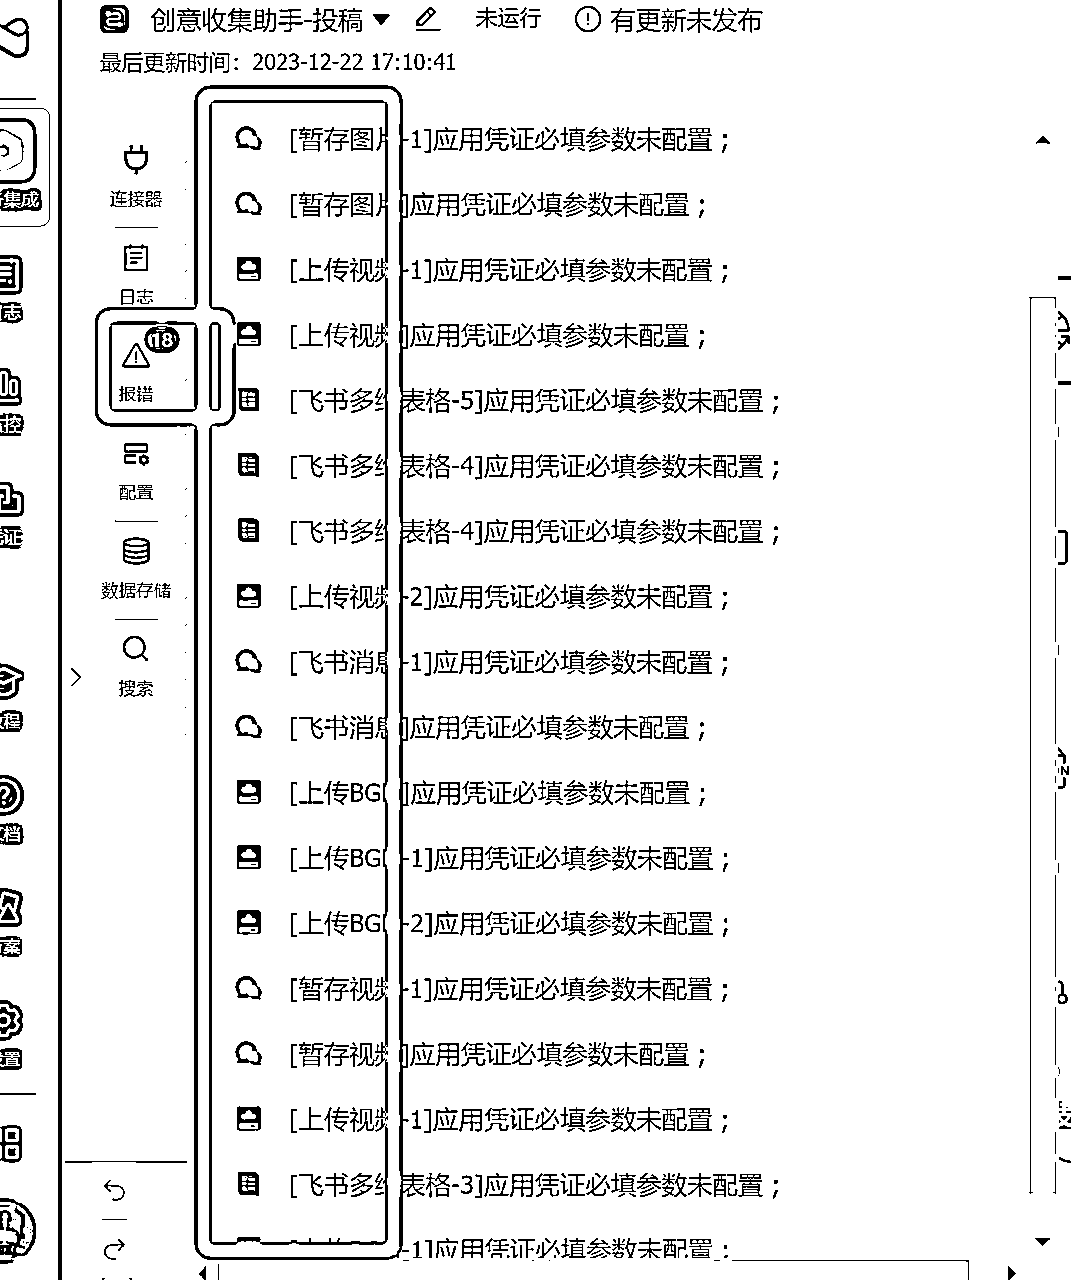 创意收集助手-投稿
未运行
有更新未发布
最后更新时间：2023-12-22 17:10:41
集成
连接器
日志
18
报错
配置
数据存储
搜索
[暂存图片-1]应用凭证必填参数未配置；
[暂存图片]应用凭证必填参数未配置；
[上传视频-1]应用凭证必填参数未配置；
[上传视频]应用凭证必填参数未配置；
[飞书多维表格-5]应用凭证必填参数未配置；
[飞书多维表格-4]应用凭证必填参数未配置；
[飞书多维表格-4]应用凭证必填参数未配置；
[上传视频-2]应用凭证必填参数未配置；
[飞书消息-1]应用凭证必填参数未配置；
[飞书消息]应用凭证必填参数未配置；
[上传BG]应用凭证必填参数未配置；
[上传BG-1]应用凭证必填参数未配置；
[上传BG-2]应用凭证必填参数未配置；
[暂存视频-1]应用凭证必填参数未配置；
[暂存视频]应用凭证必填参数未配置；
[上传视频-1]应用凭证必填参数未配置；
[飞书多维表格-3]应用凭证必填参数未配置；
-1]应用凭证必填参数未配置；